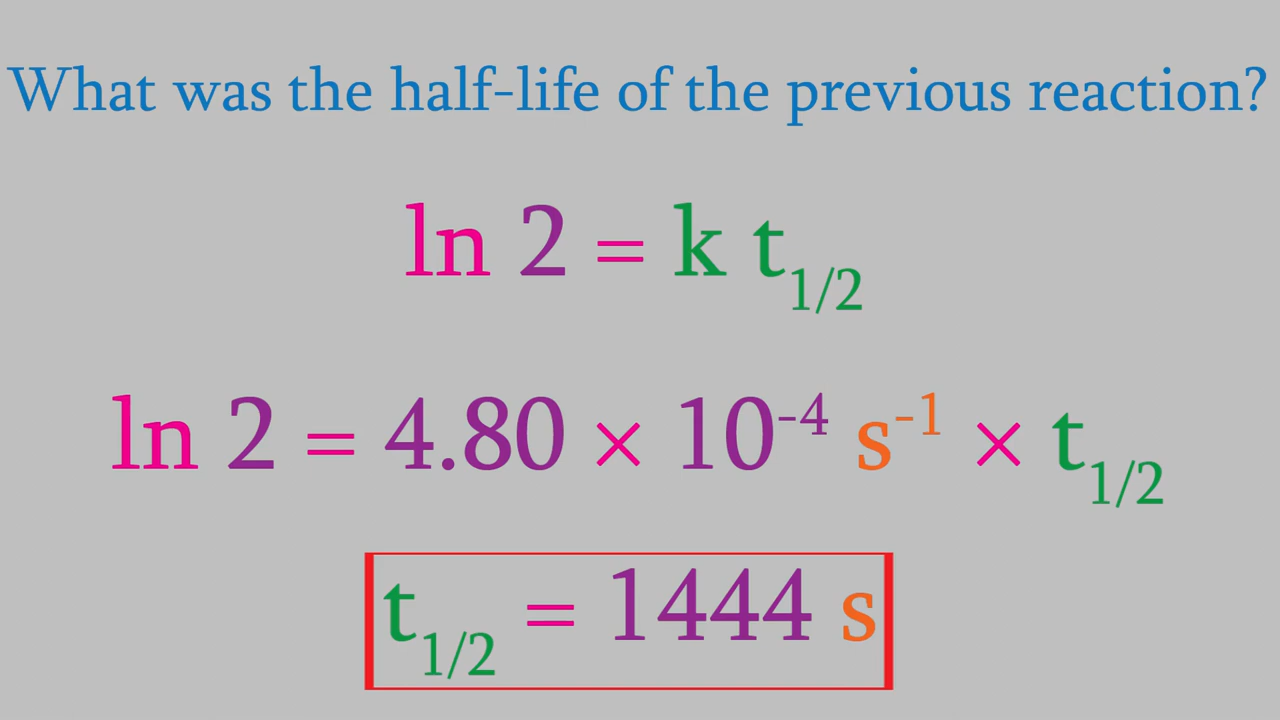 What was the half-life of the previous reaction?
ln 2 = k t₁/₂
ln 2 = 4.80 × 10⁻⁴ s⁻¹ × t₁/₂
t₁/₂ = 1444 s